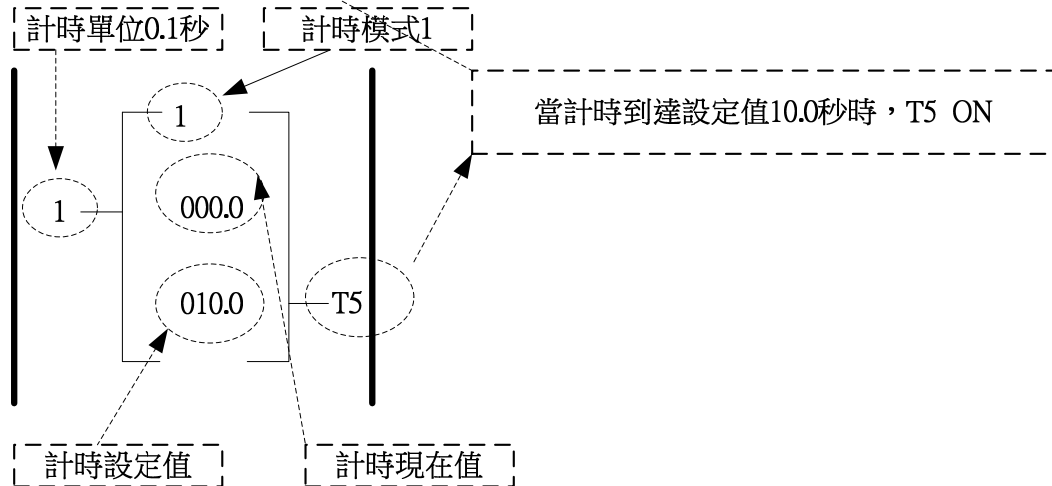 計時單位0.1秒
計時模式1
當計時到達設定值10.0秒時，T5 ON
1
1
000.0
010.0
T5
計時設定值
計時現在值